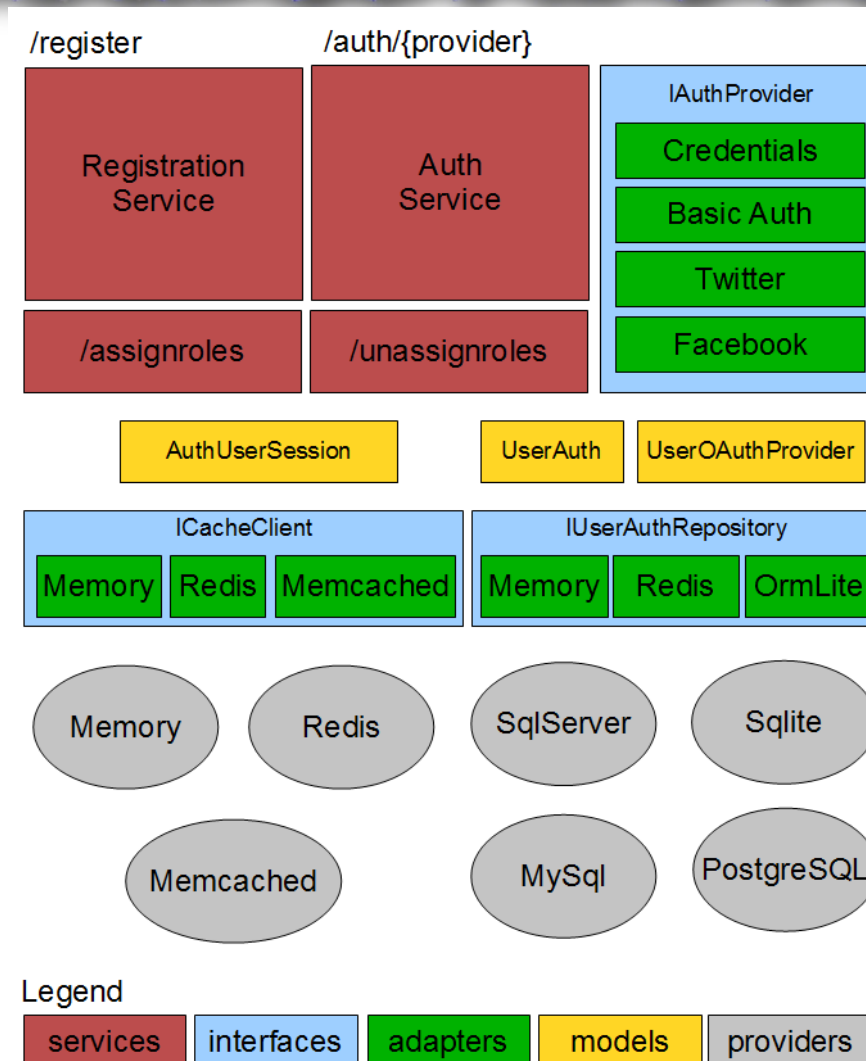 /register
/auth/{provider}
Registration
Service
Auth
Service
IAuthProvider
Credentials
Basic Auth
Twitter
Facebook
/assignroles
/unassignroles
AuthUserSession
UserAuth
UserOAuthProvider
ICacheClient
Memory
Redis
Memcached
IUserAuthRepository
Memory
Redis
OrmLite
Memory
Redis
SqlServer
Sqlite
Memcached
MySql
PostgreSQL
Legend
services
interfaces
adapters
models
providers